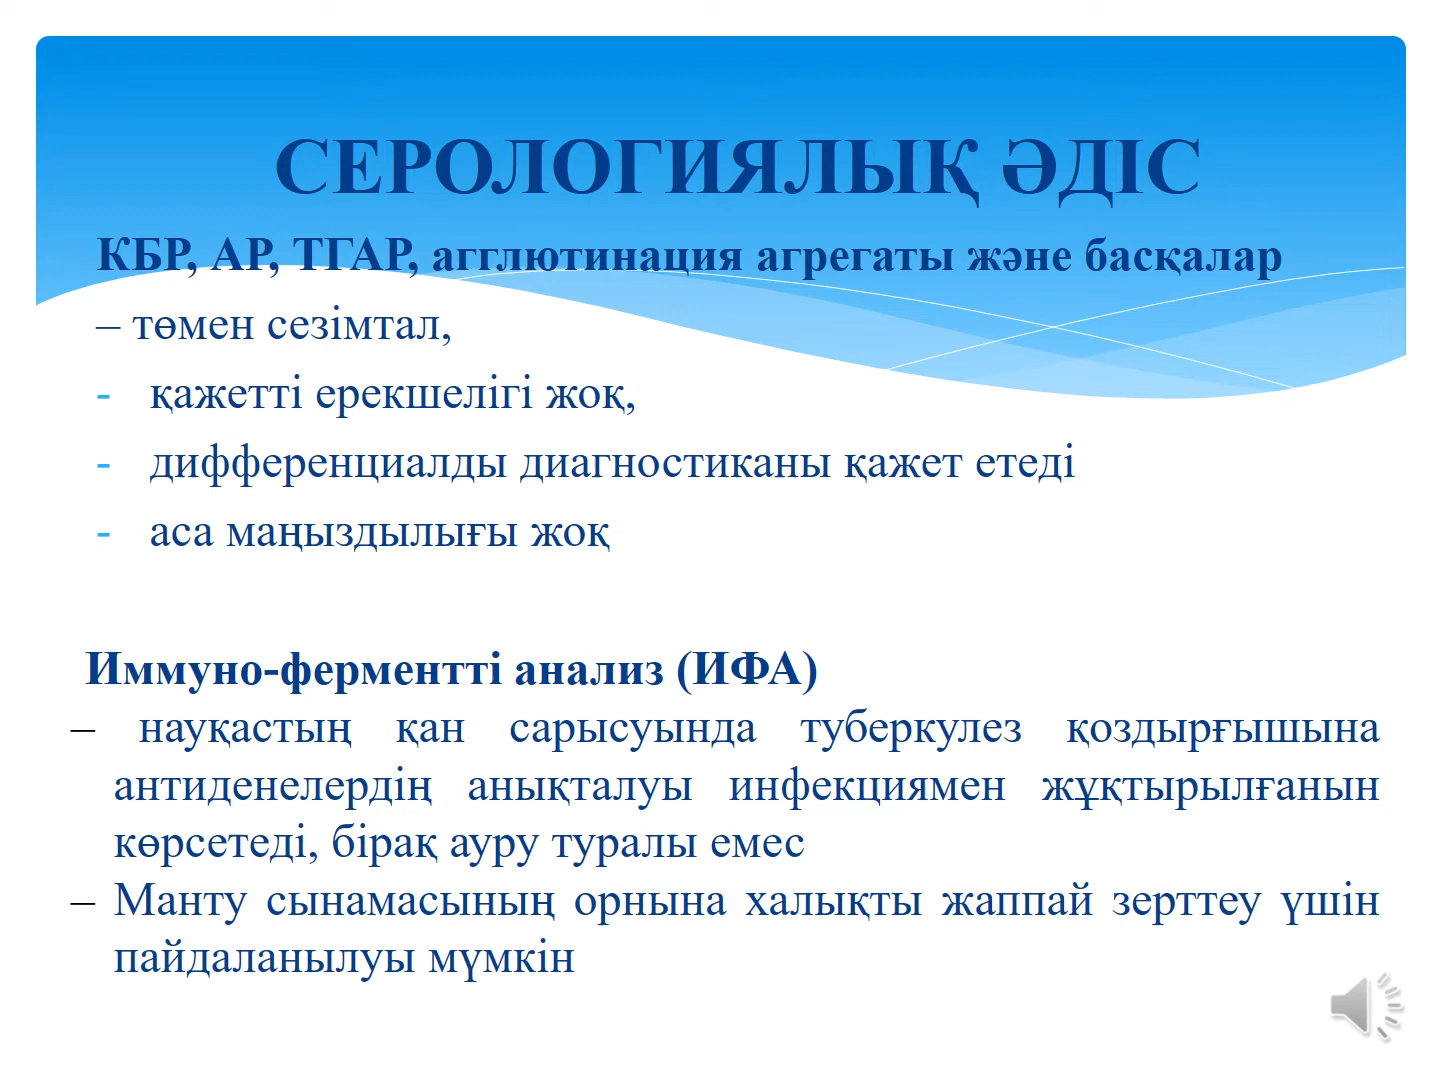 СЕРОЛОГИЯЛЫҚ ӘДІС
КБР, АР, ТГАР, агглютинация агрегаты және басқалар
– төмен сезімтал,
- қажетті ерекшелігі жоқ,
- дифференциалды диагностиканы қажет етеді
- аса маңыздылығы жоқ
Иммуно-ферментті анализ (ИФА)
– науқастың қан сарысуында туберкулез қоздырғышына
антиденелердің анықталуы инфекциямен жұқтырылғанын
көрсетеді, бірақ ауру туралы емес
– Манту сынамасының орнына халықты жаппай зерттеу үшін
пайдаланылуы мүмкін